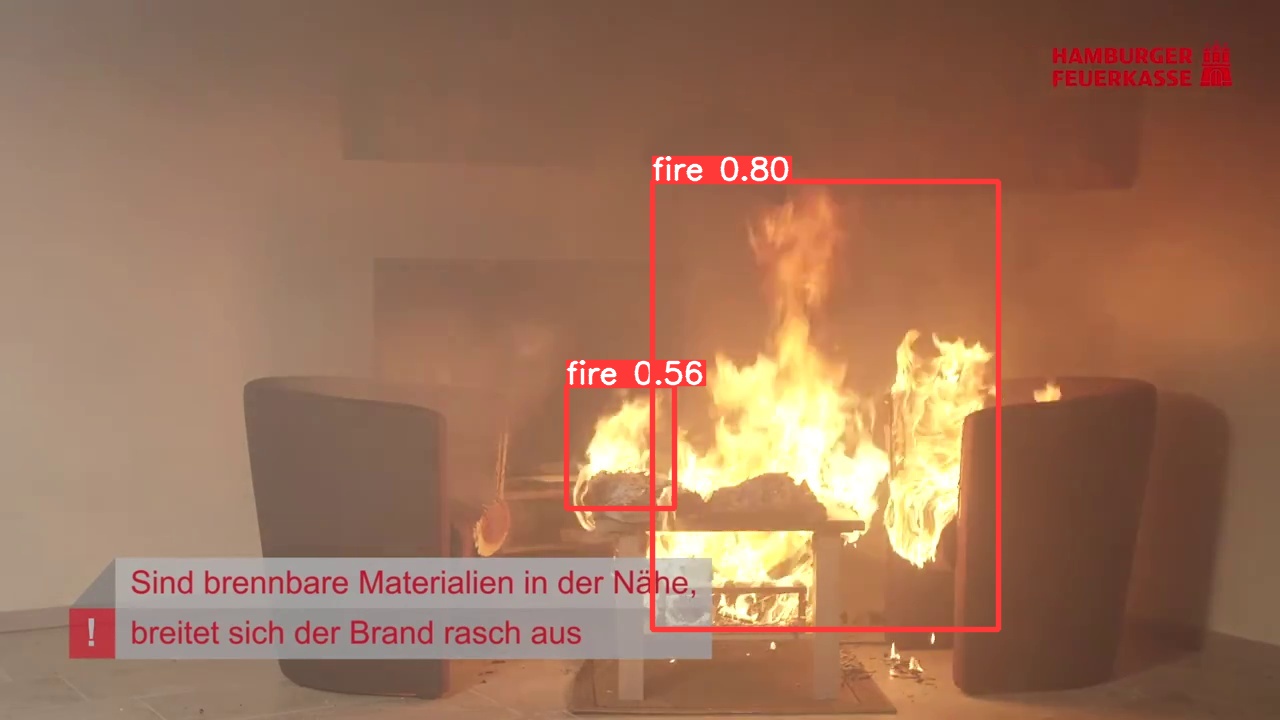 HAMBURGER
FEUERKASSE
fire 0.80
fire 0.56
Sind brennbare Materialien in der Nähe,
! breitet sich der Brand rasch aus